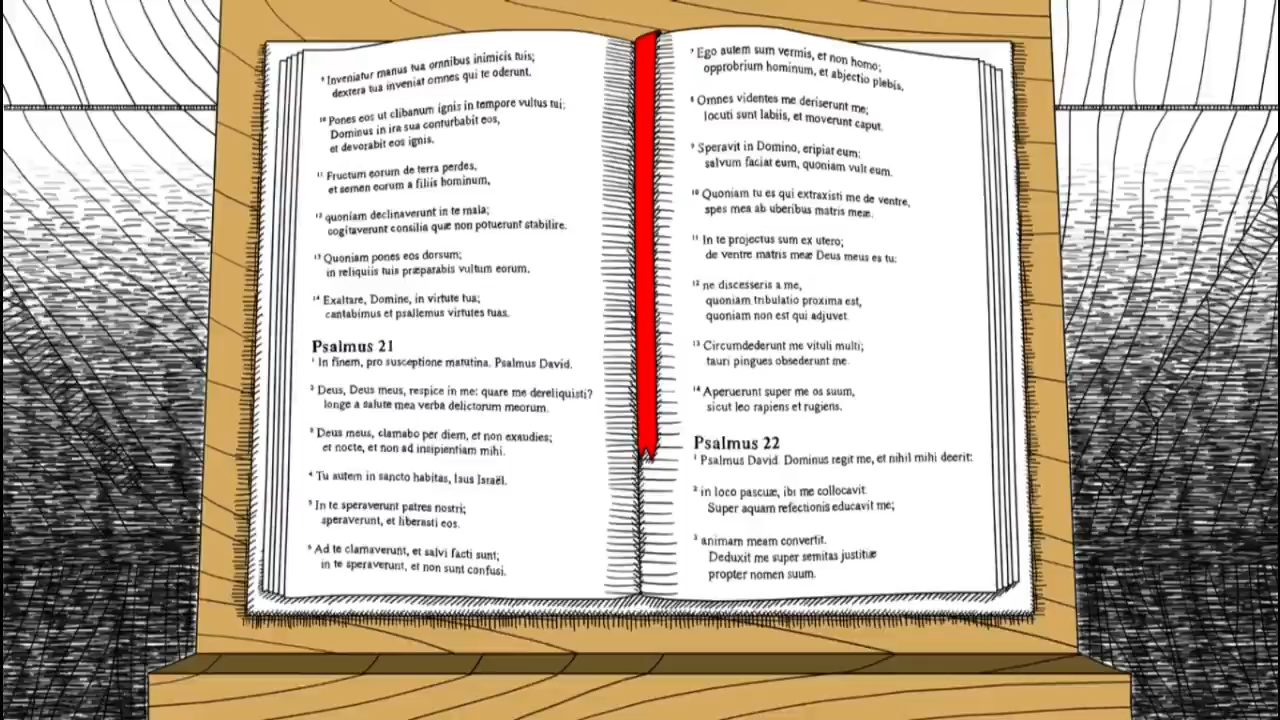 9 Inveniatur manus tua omnibus inimicis tuis;
dextera tua inveniat omnes qui te oderunt.
10 Pones eos ut clibanum ignis in tempore vultus tui:
Dominus in ira sua conturbabit eos,
et devorabit eos ignis.
11 Fructum eorum de terra perdes,
et semen eorum a filiis hominum,
12 quoniam declinaverunt in te mala;
cogitaverunt consilia quæ non potuerunt stabilire.
13 Quoniam pones eos dorsum;
in reliquiis tuis præparabis vultum eorum.
14 Exaltare, Domine, in virtute tua;
cantabimus et psallemus virtutes tuas.
Psalmus 21
1 In finem, pro susceptione matutina. Psalmus David.
2 Deus, Deus meus, respice in me: quare me dereliquisti?
longe a salute mea verba delictorum meorum.
3 Deus meus, clamabo per diem, et non exaudies;
et nocte, et non ad insipientiam mihi.
4 Tu autem in sancto habitas, laus Israël.
5 In te speraverunt patres nostri;
speraverunt, et liberasti eos.
6 Ad te clamaverunt, et salvi facti sunt;
in te speraverunt, et non sunt confusi.
7 Ego autem sum vermis, et non homo;
opprobrium hominum, et abjectio plebis.
8 Omnes videntes me deriserunt me;
locuti sunt labiis, et moverunt caput.
9 Speravit in Domino, eripiat eum:
salvum faciat eum, quoniam vult eum.
10 Quoniam tu es qui extraxisti me de ventre,
spes mea ab uberibus matris meæ.
11 In te projectus sum ex utero;
de ventre matris meæ Deus meus es tu:
12 ne discesseris a me,
quoniam tribulatio proxima est,
quoniam non est qui adjuvet.
13 Circumdederunt me vituli multi;
tauri pingues obsederunt me.
14 Aperuerunt super me os suum,
sicut leo rapiens et rugiens.
Psalmus 22
1 Psalmus David. Dominus regit me, et nihil mihi deerit:
2 in loco pascuæ, ibi me collocavit.
Super aquam refectionis educavit me;
3 animam meam convertit.
Deduxit me super semitas justitiæ
propter nomen suum.